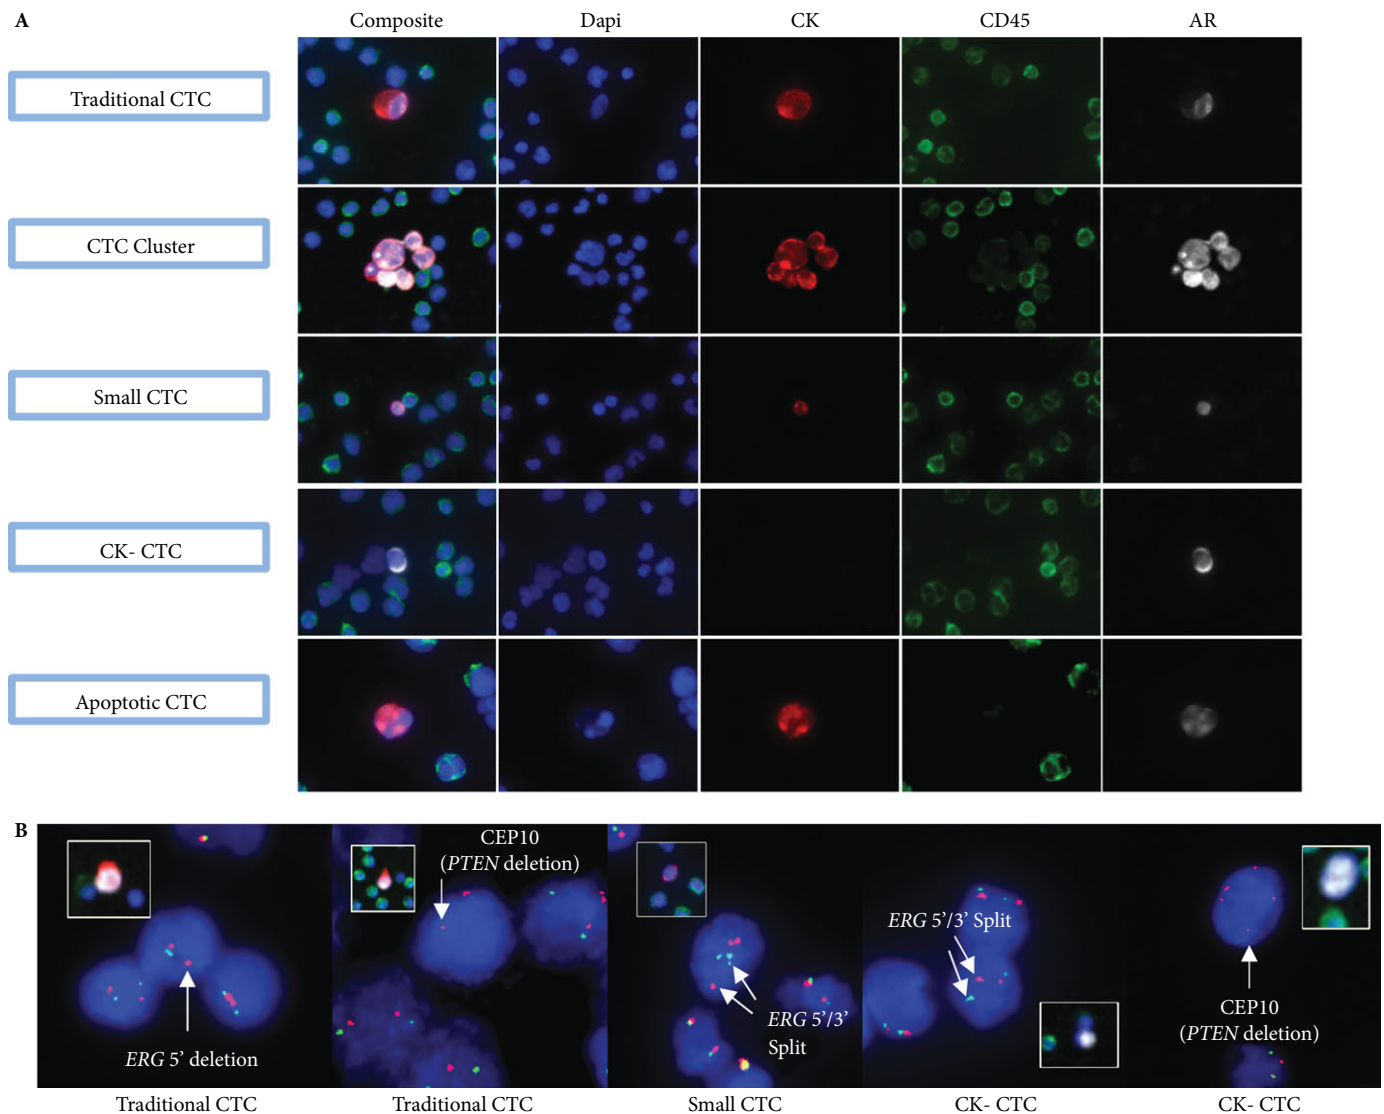 A
Composite
Dapi
CK
CD45
AR
Traditional CTC
CTC Cluster
Small CTC
CK- CTC
Apoptotic CTC
B
CEP10
(PTEN deletion)
ERG 5' deletion
ERG 5'/3'
Split
ERG 5'/3' Split
CEP10
(PTEN deletion)
Traditional CTC
Traditional CTC
Small CTC
CK- CTC
CK- CTC